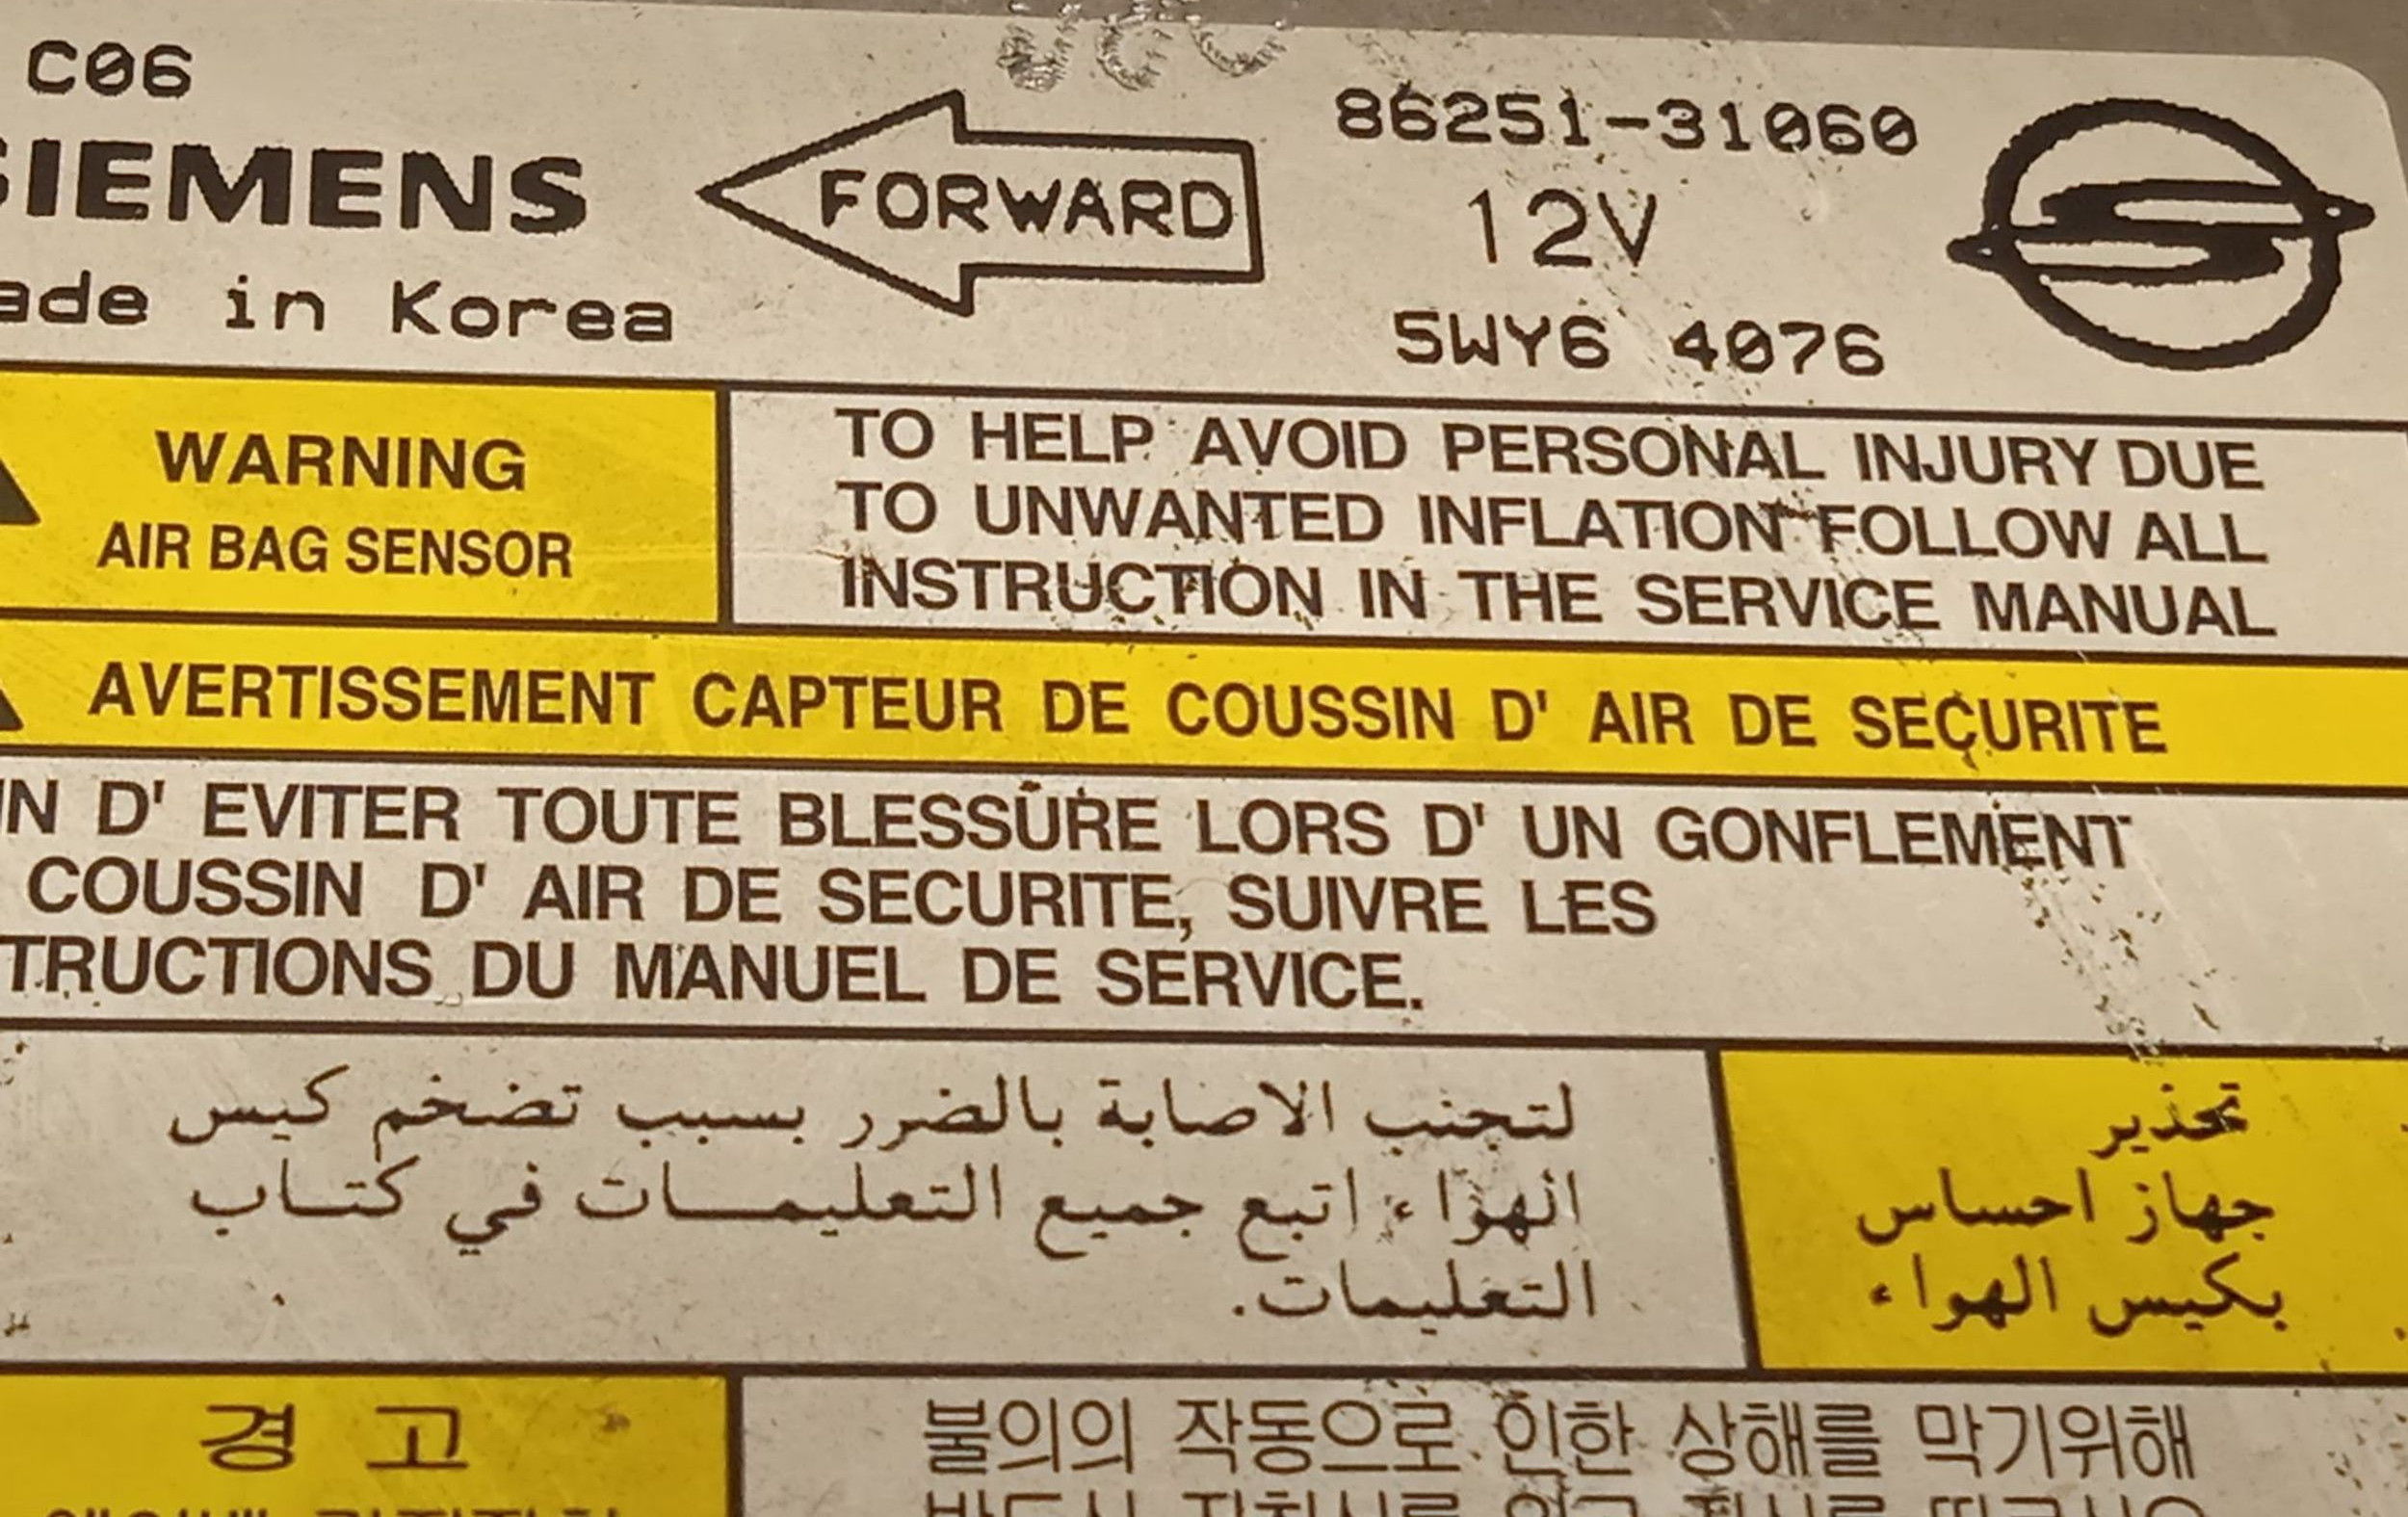 C06
SIEMENS
ade in Korea
FORWARD
86251-31060
12V
5WY6 4076
WARNING
AIR BAG SENSOR
TO HELP AVOID PERSONAL INJURY DUE
TO UNWANTED INFLATION FOLLOW ALL
INSTRUCTION IN THE SERVICE MANUAL
AVERTISSEMENT CAPTEUR DE COUSSIN D' AIR DE SECURITE
IN D' EVITER TOUTE BLESSURE LORS D' UN GONFLEMENT
COUSSIN D' AIR DE SECURITE, SUIVRE LES
TRUCTIONS DU MANUEL DE SERVICE.
تحذير
جهاز احساس
بكيس الهواء
لتجنب الاصابة بالضرر بسبب تضخم كيس
الهواء اتبع جميع التعليمـــات في كتـاب
التعليمات.
경 고
불의의 작동으로 인한 상해를 막기위해